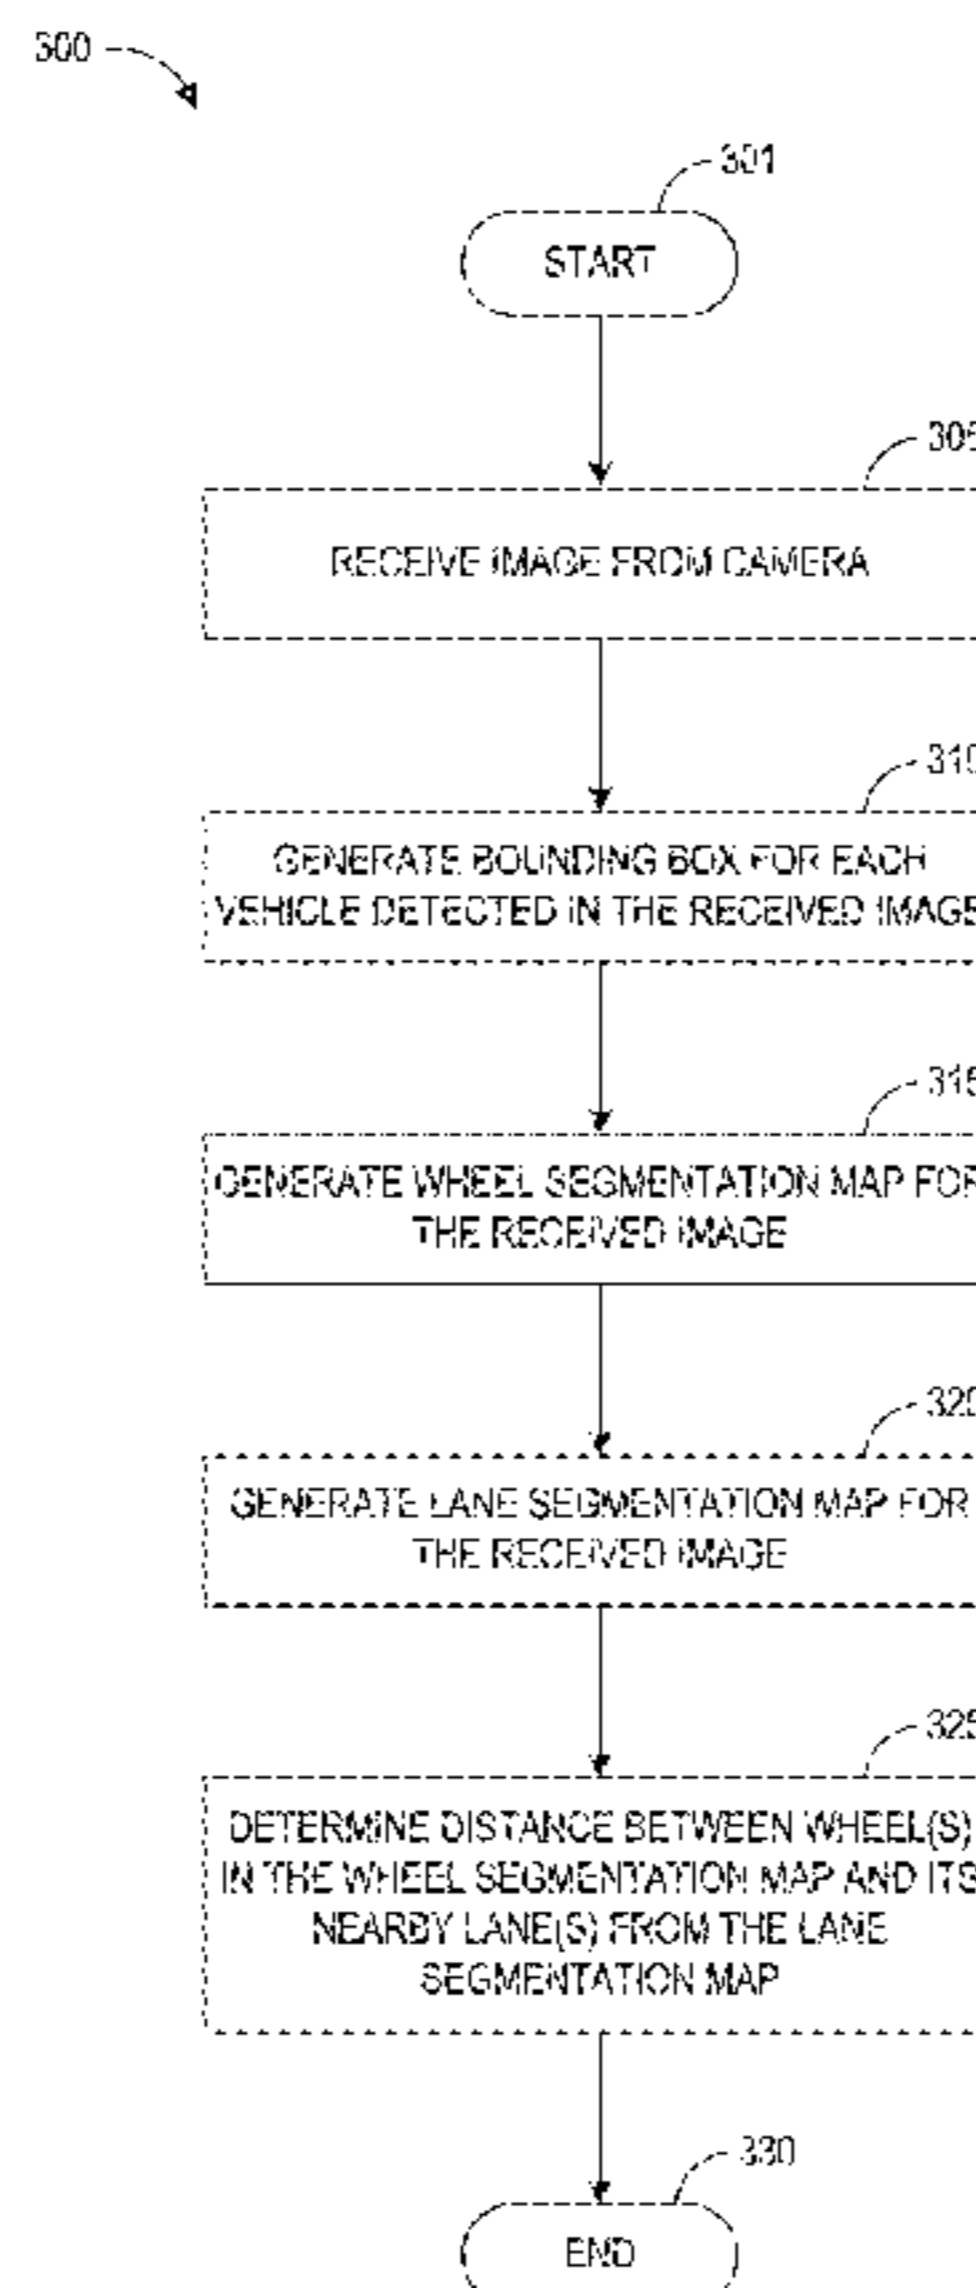 300
301
START
305
RECEIVE IMAGE FROM CAMERA
310
GENERATE BOUNDING BOX FOR EACH
VEHICLE DETECTED IN THE RECEIVED IMAGE
315
GENERATE WHEEL SEGMENTATION MAP FOR
THE RECEIVED IMAGE
320
GENERATE LANE SEGMENTATION MAP FOR
THE RECEIVED IMAGE
325
DETERMINE DISTANCE BETWEEN WHEEL(S)
IN THE WHEEL SEGMENTATION MAP AND ITS
NEARBY LANE(S) FROM THE LANE
SEGMENTATION MAP
330
END